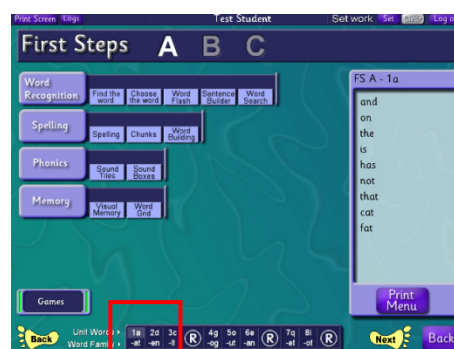 Print Screen Logs Test Student Set work Set Clear Log o
First Steps A B C
Word Recognition
Find the word Choose the word Word Flash Sentence Builder Word Search
Spelling
Spelling Chunks Word Building
Phonics
Sound Tiles Sound Boxes
Memory
Visual Memory Word Grid
FS A - 1a
and
on
the
is
has
not
that
cat
fat
Print Menu
Games
Unit Words 1a 2d 3c R 4g 5o 6e R 7q 8i R
Word Family -at -en -it -og -ut -an -et -ot
Back Next Back